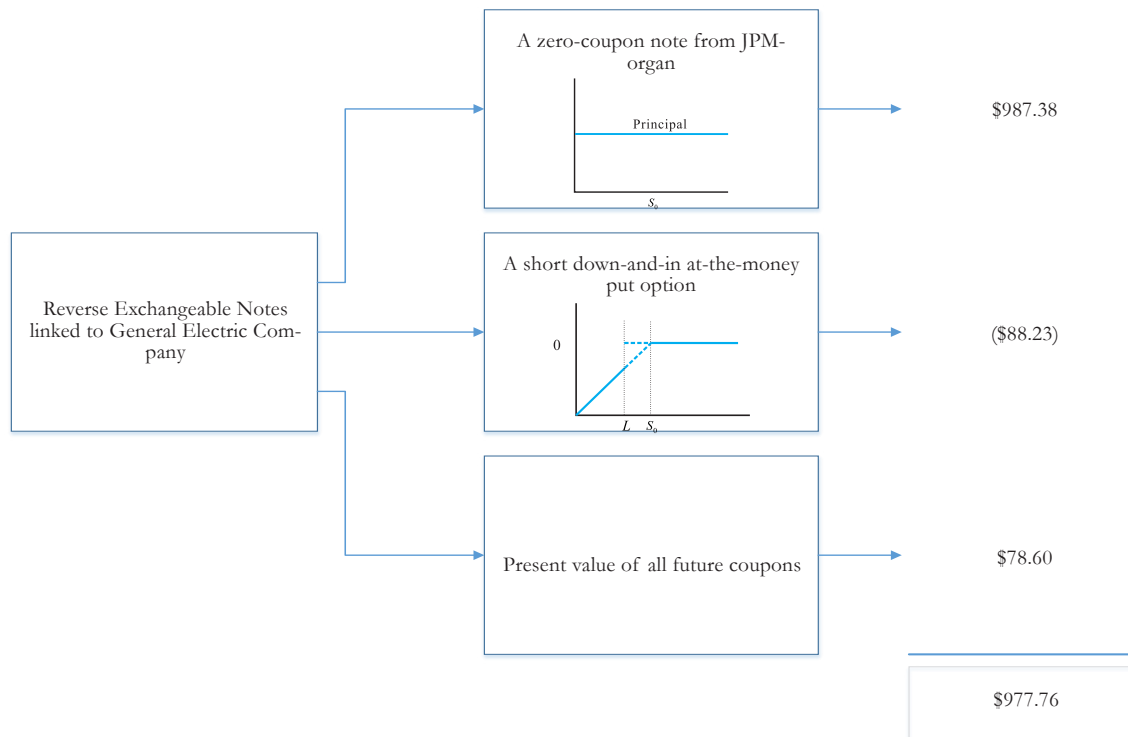 A zero-coupon note from JPM-
organ
Principal
S₀
$987.38
Reverse Exchangeable Notes
linked to General Electric Com-
pany
A short down-and-in at-the-money
put option
0
L S₀
($88.23)
Present value of all future coupons
$78.60
$977.76